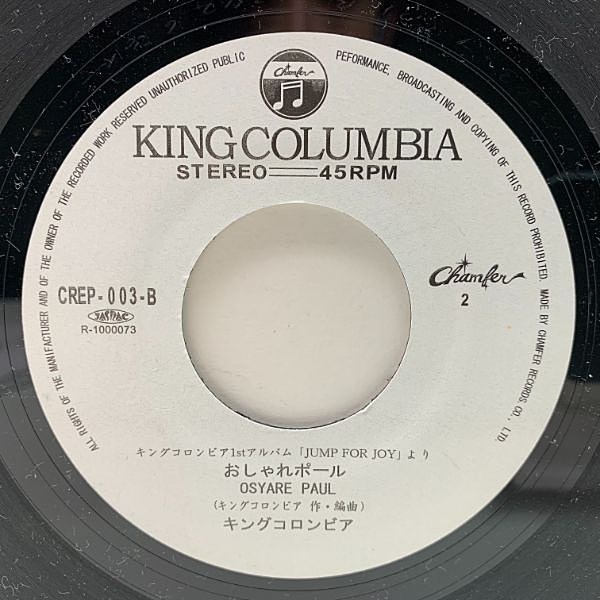 ALL RIGHTS OF THE MANUFACTURER AND OF THE OWNER OF THE RECORDED WORK RESERVED UNAUTHORIZED PUBLIC PEFORMANCE, BROADCASTING AND COPYING OF THIS RECORD PROHIBITED. MADE BY CHAMFER RECORDS CO., LTD.
Chamfer
KING COLUMBIA
STEREO 45RPM
CREP-003-B
JASRAC
R-1000073
Chamfer
2
キングコロンビア1stアルバム「JUMP FOR JOY」より
おしゃれポール
OSYARE PAUL
(キングコロンビア 作・編曲)
キングコロンビア